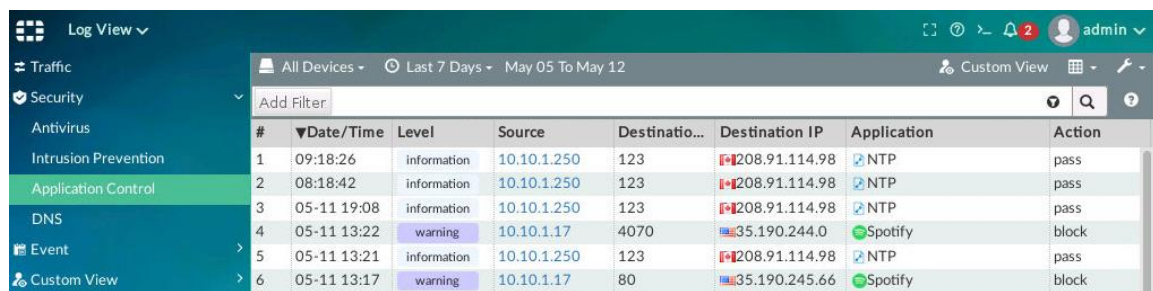 Log View
2
admin
Traffic
All Devices
Last 7 Days
May 05 To May 12
Custom View
Security
Add Filter
Antivirus
# ▼Date/Time Level Source Destinatio... Destination IP Application Action
Intrusion Prevention
1 09:18:26 information 10.10.1.250 123 208.91.114.98 NTP pass
Application Control
2 08:18:42 information 10.10.1.250 123 208.91.114.98 NTP pass
3 05-11 19:08 information 10.10.1.250 123 208.91.114.98 NTP pass
DNS
4 05-11 13:22 warning 10.10.1.17 4070 35.190.244.0 Spotify block
Event
5 05-11 13:21 information 10.10.1.250 123 208.91.114.98 NTP pass
Custom View
6 05-11 13:17 warning 10.10.1.17 80 35.190.245.66 Spotify block